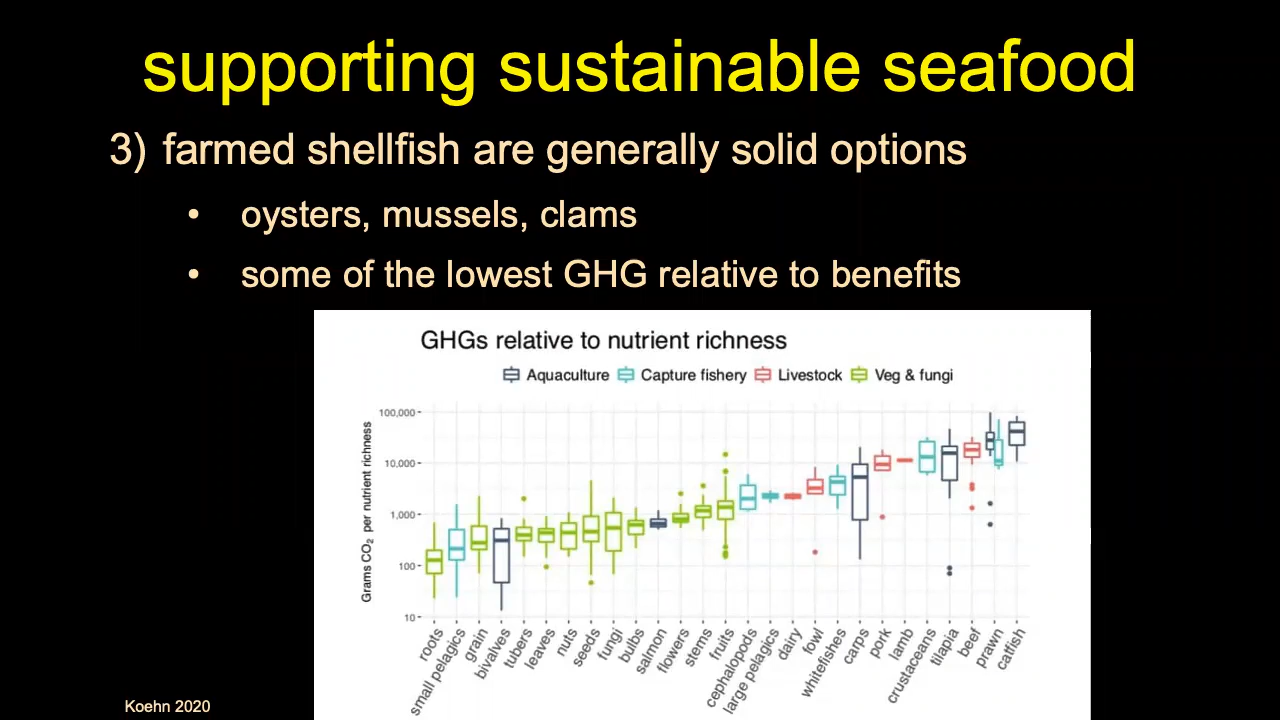 supporting sustainable seafood
3) farmed shellfish are generally solid options
• oysters, mussels, clams
• some of the lowest GHG relative to benefits
GHGs relative to nutrient richness
Aquaculture Capture fishery Livestock Veg & fungi
Grams CO2 per nutrient richness
100,000
10,000
1,000
100
10
roots
small pelagics
grain
bivalves
tubers
leaves
nuts
seeds
fungi
bulbs
salmon
flowers
stems
fruits
cephalopods
large pelagics
dairy
fowl
whitefishes
carps
pork
lamb
crustaceans
tilapia
beef
prawn
catfish
Koehn 2020